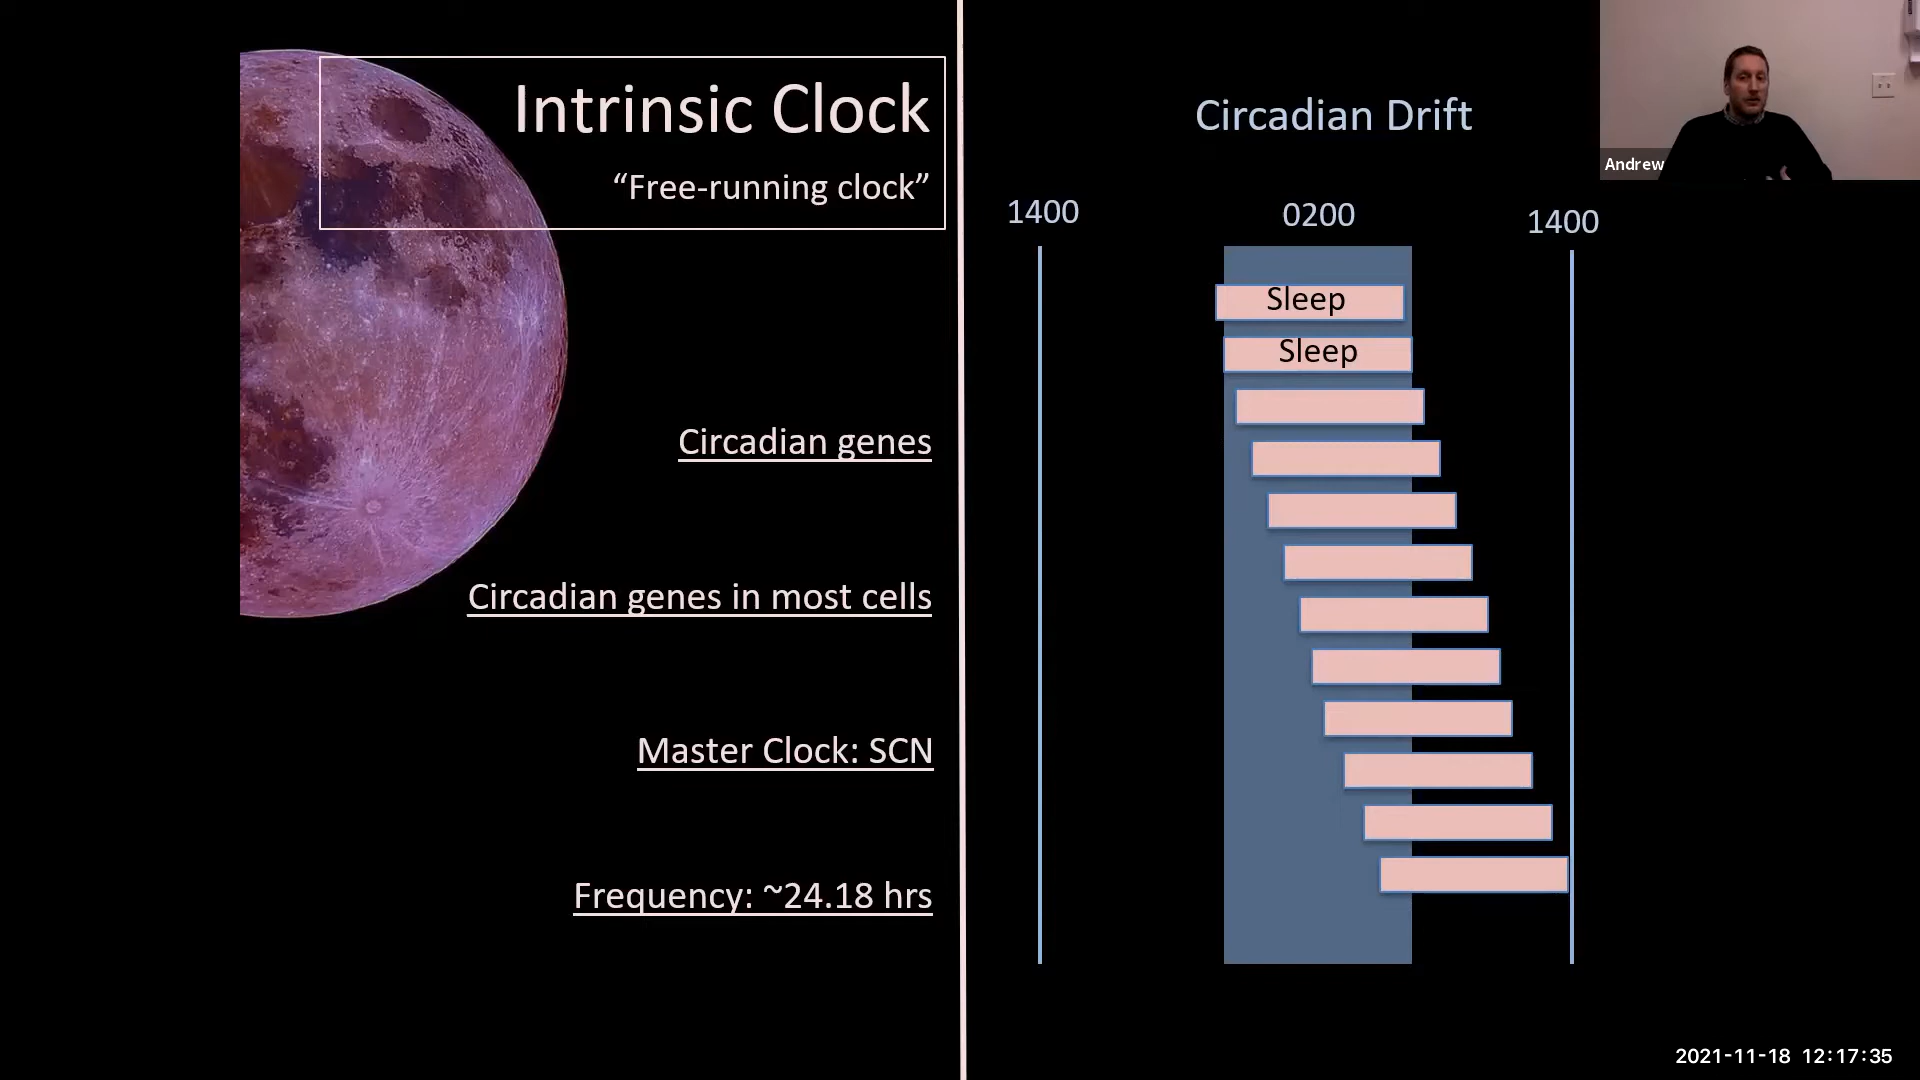 Intrinsic Clock
“Free-running clock”
Circadian genes
Circadian genes in most cells
Master Clock: SCN
Frequency: ~24.18 hrs
Circadian Drift
1400
0200
1400
Sleep
Sleep
Andrew
2021-11-18 12:17:35